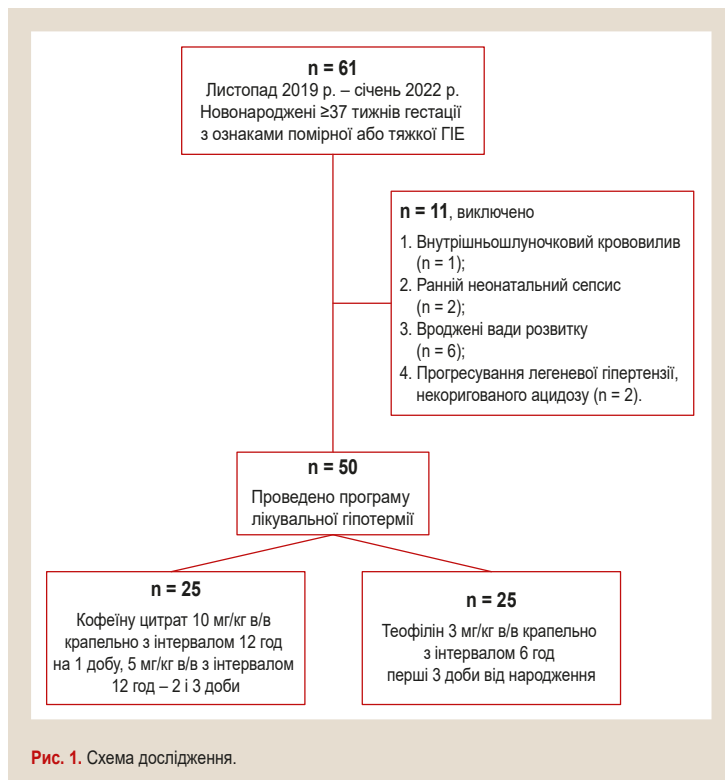 n = 61
Листопад 2019 р. – січень 2022 р.
Новонароджені ≥37 тижнів гестації
з ознаками помірної або тяжкої ГІЕ
n = 11, виключено
1. Внутрішньошлуночковий крововилив
(n = 1);
2. Ранній неонатальний сепсис
(n = 2);
3. Вроджені вади розвитку
(n = 6);
4. Прогресування легеневої гіпертензії,
некоригованого ацидозу (n = 2).
n = 50
Проведено програму
лікувальної гіпотермії
n = 25
Кофеїну цитрат 10 мг/кг в/в
крапельно з інтервалом 12 год
на 1 добу, 5 мг/кг в/в з інтервалом
12 год – 2 і 3 доби
n = 25
Теофілін 3 мг/кг в/в крапельно
з інтервалом 6 год
перші 3 доби від народження
Рис. 1. Схема дослідження.